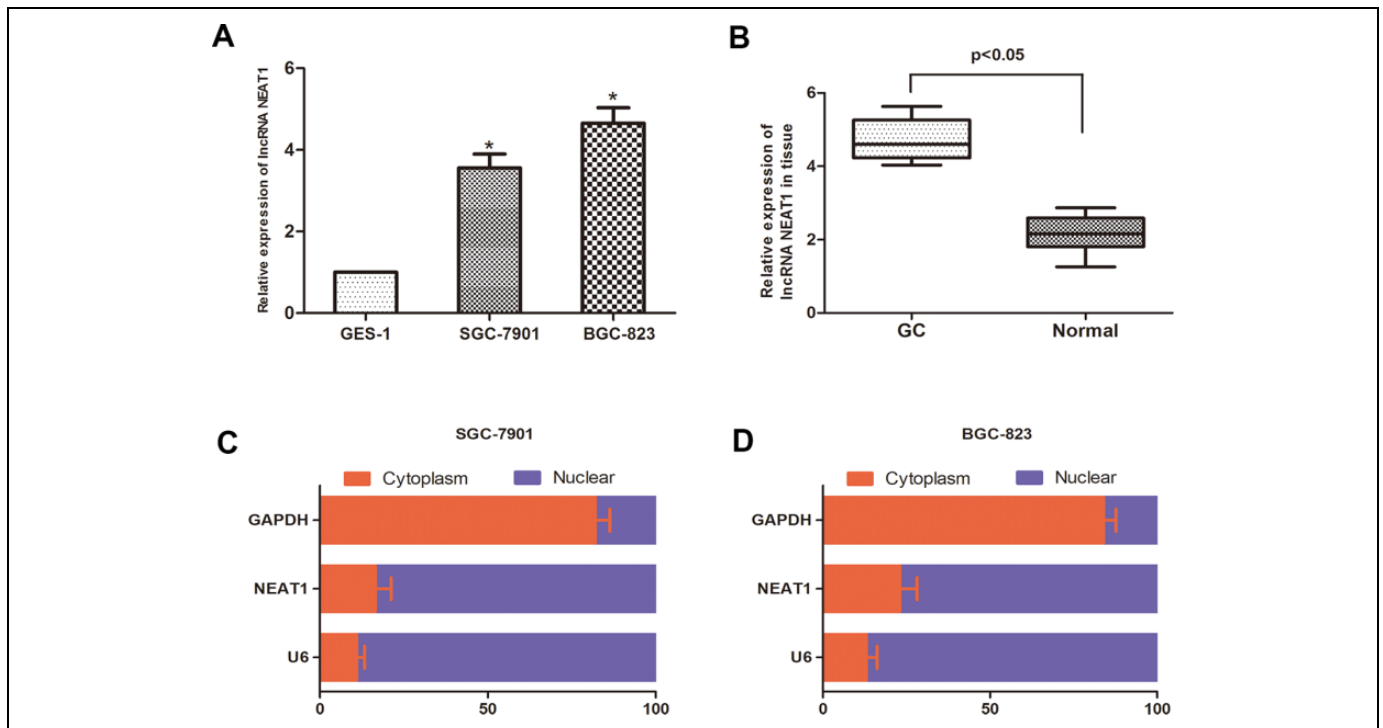 A
Relative expression of lncRNA NEAT1
6
4
2
0
*
*
GES-1 SGC-7901 BGC-823
B
p<0.05
Relative expression of
lncRNA NEAT1 in tissue
6
4
2
0
GC Normal
C
SGC-7901
Cytoplasm Nuclear
GAPDH
NEAT1
U6
0 50 100
D
BGC-823
Cytoplasm Nuclear
GAPDH
NEAT1
U6
0 50 100